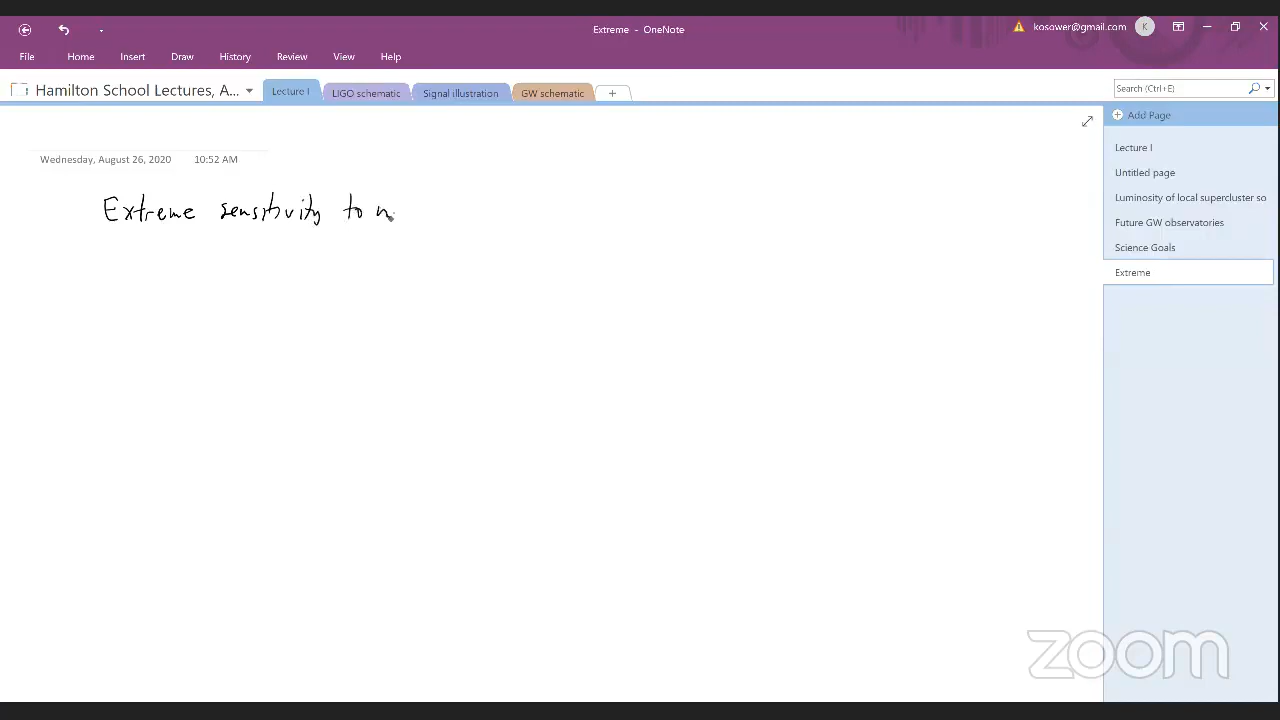 Extreme - OneNote
kosower@gmail.com
K
File
Home
Insert
Draw
History
Review
View
Help
Hamilton School Lectures, A...
Lecture I
LIGO schematic
Signal illustration
GW schematic
+
Search (Ctrl+E)
Add Page
Wednesday, August 26, 2020
10:52 AM
Lecture I
Untitled page
Luminosity of local supercluster so
Future GW observatories
Science Goals
Extreme
Extreme sensitivity to
zoom